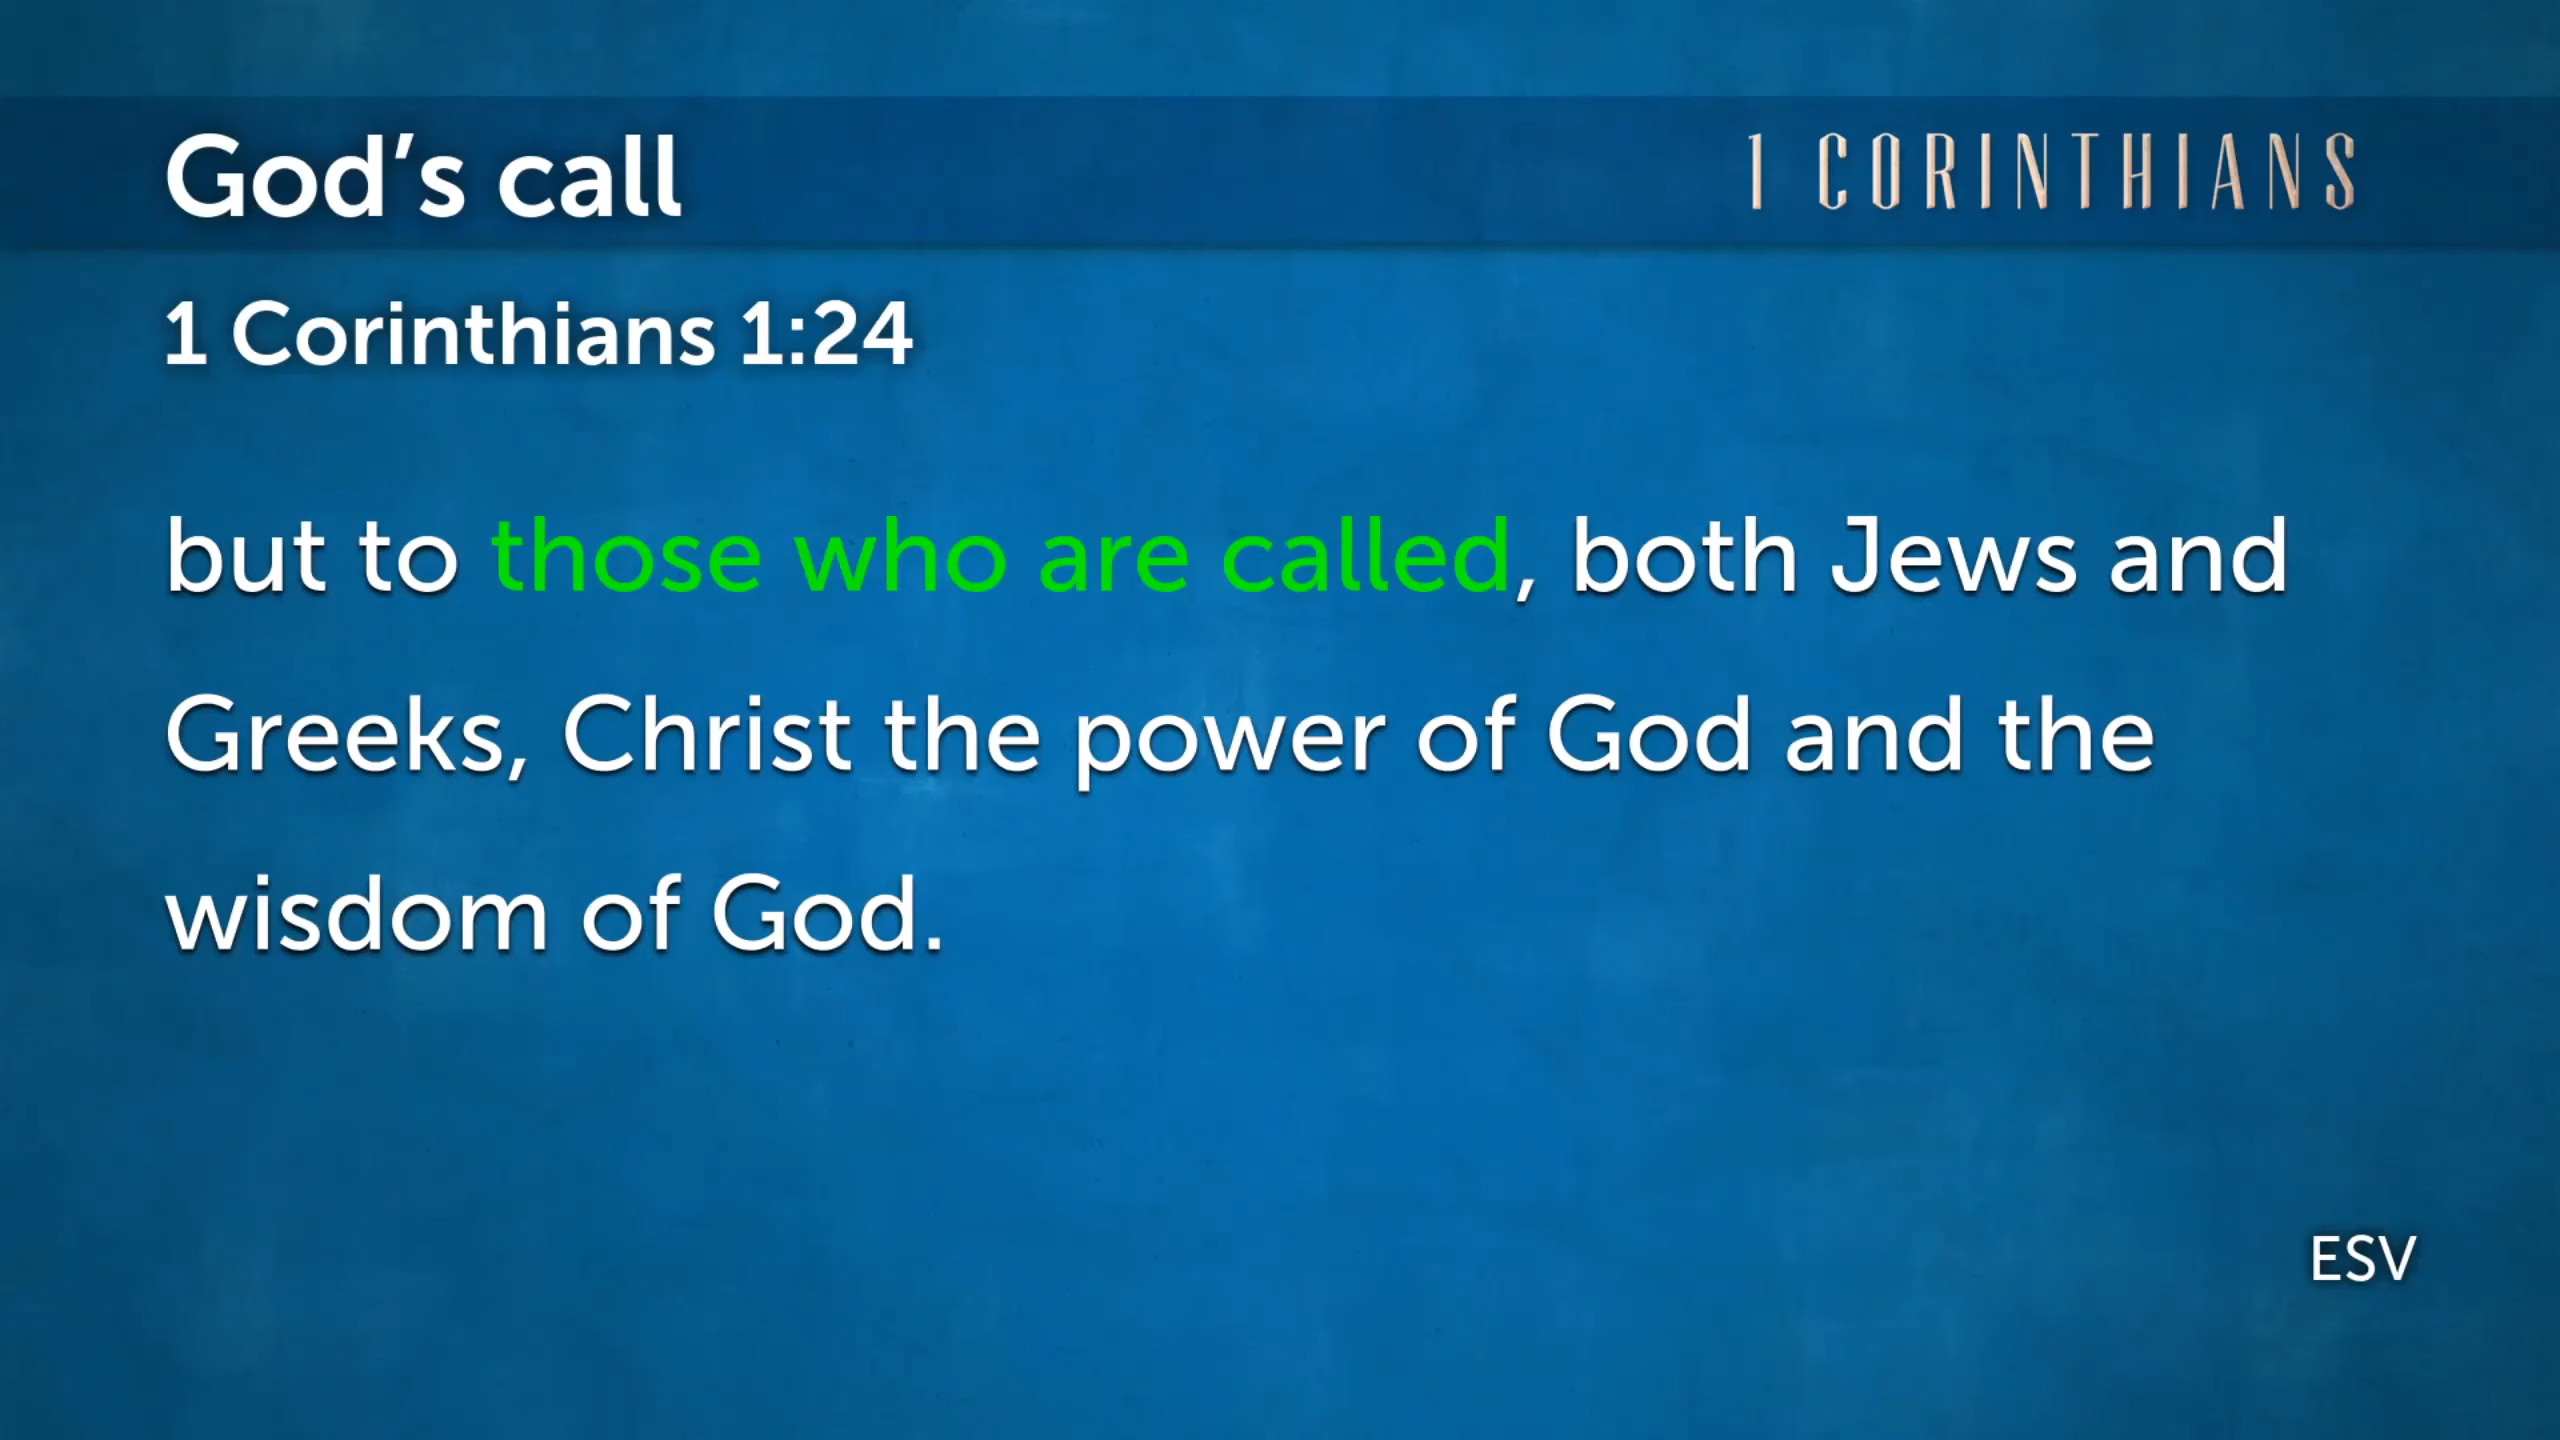 God’s call
1 CORINTHIANS
1 Corinthians 1:24
but to those who are called, both Jews and
Greeks, Christ the power of God and the
wisdom of God.
ESV